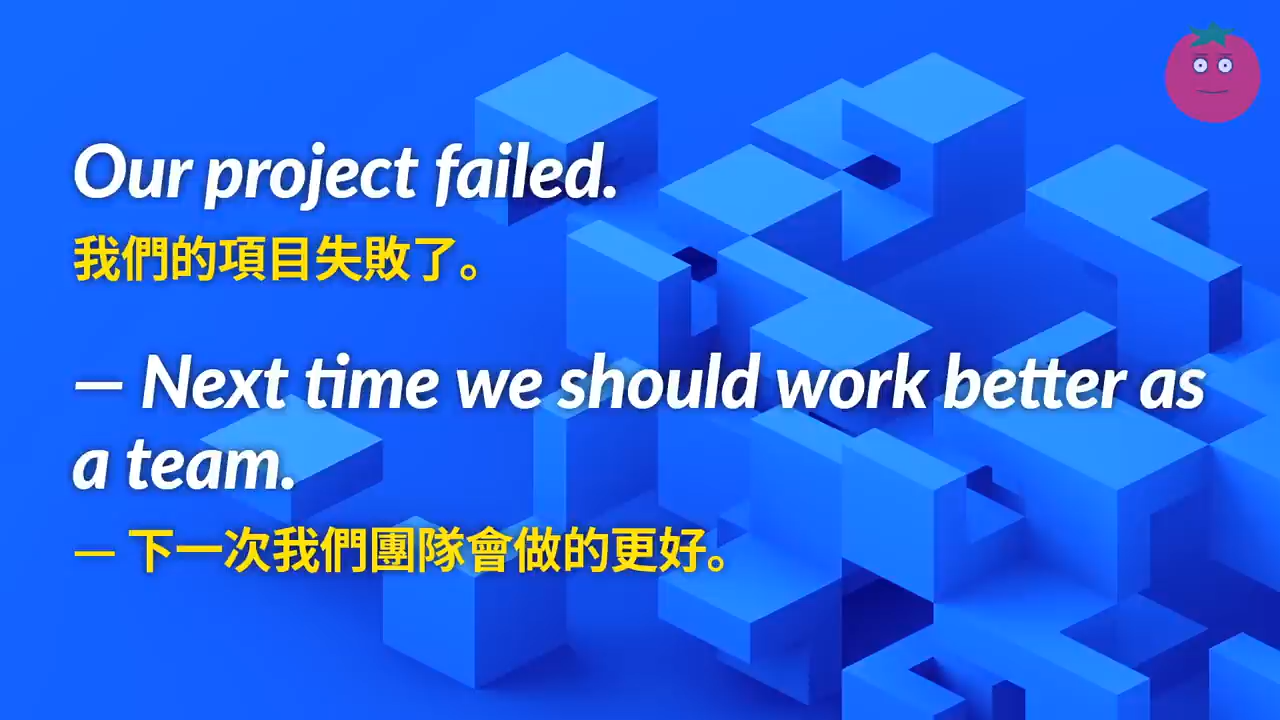 Our project failed.
我們的項目失敗了。
— Next time we should work better as
a team.
— 下一次我們團隊會做的更好。